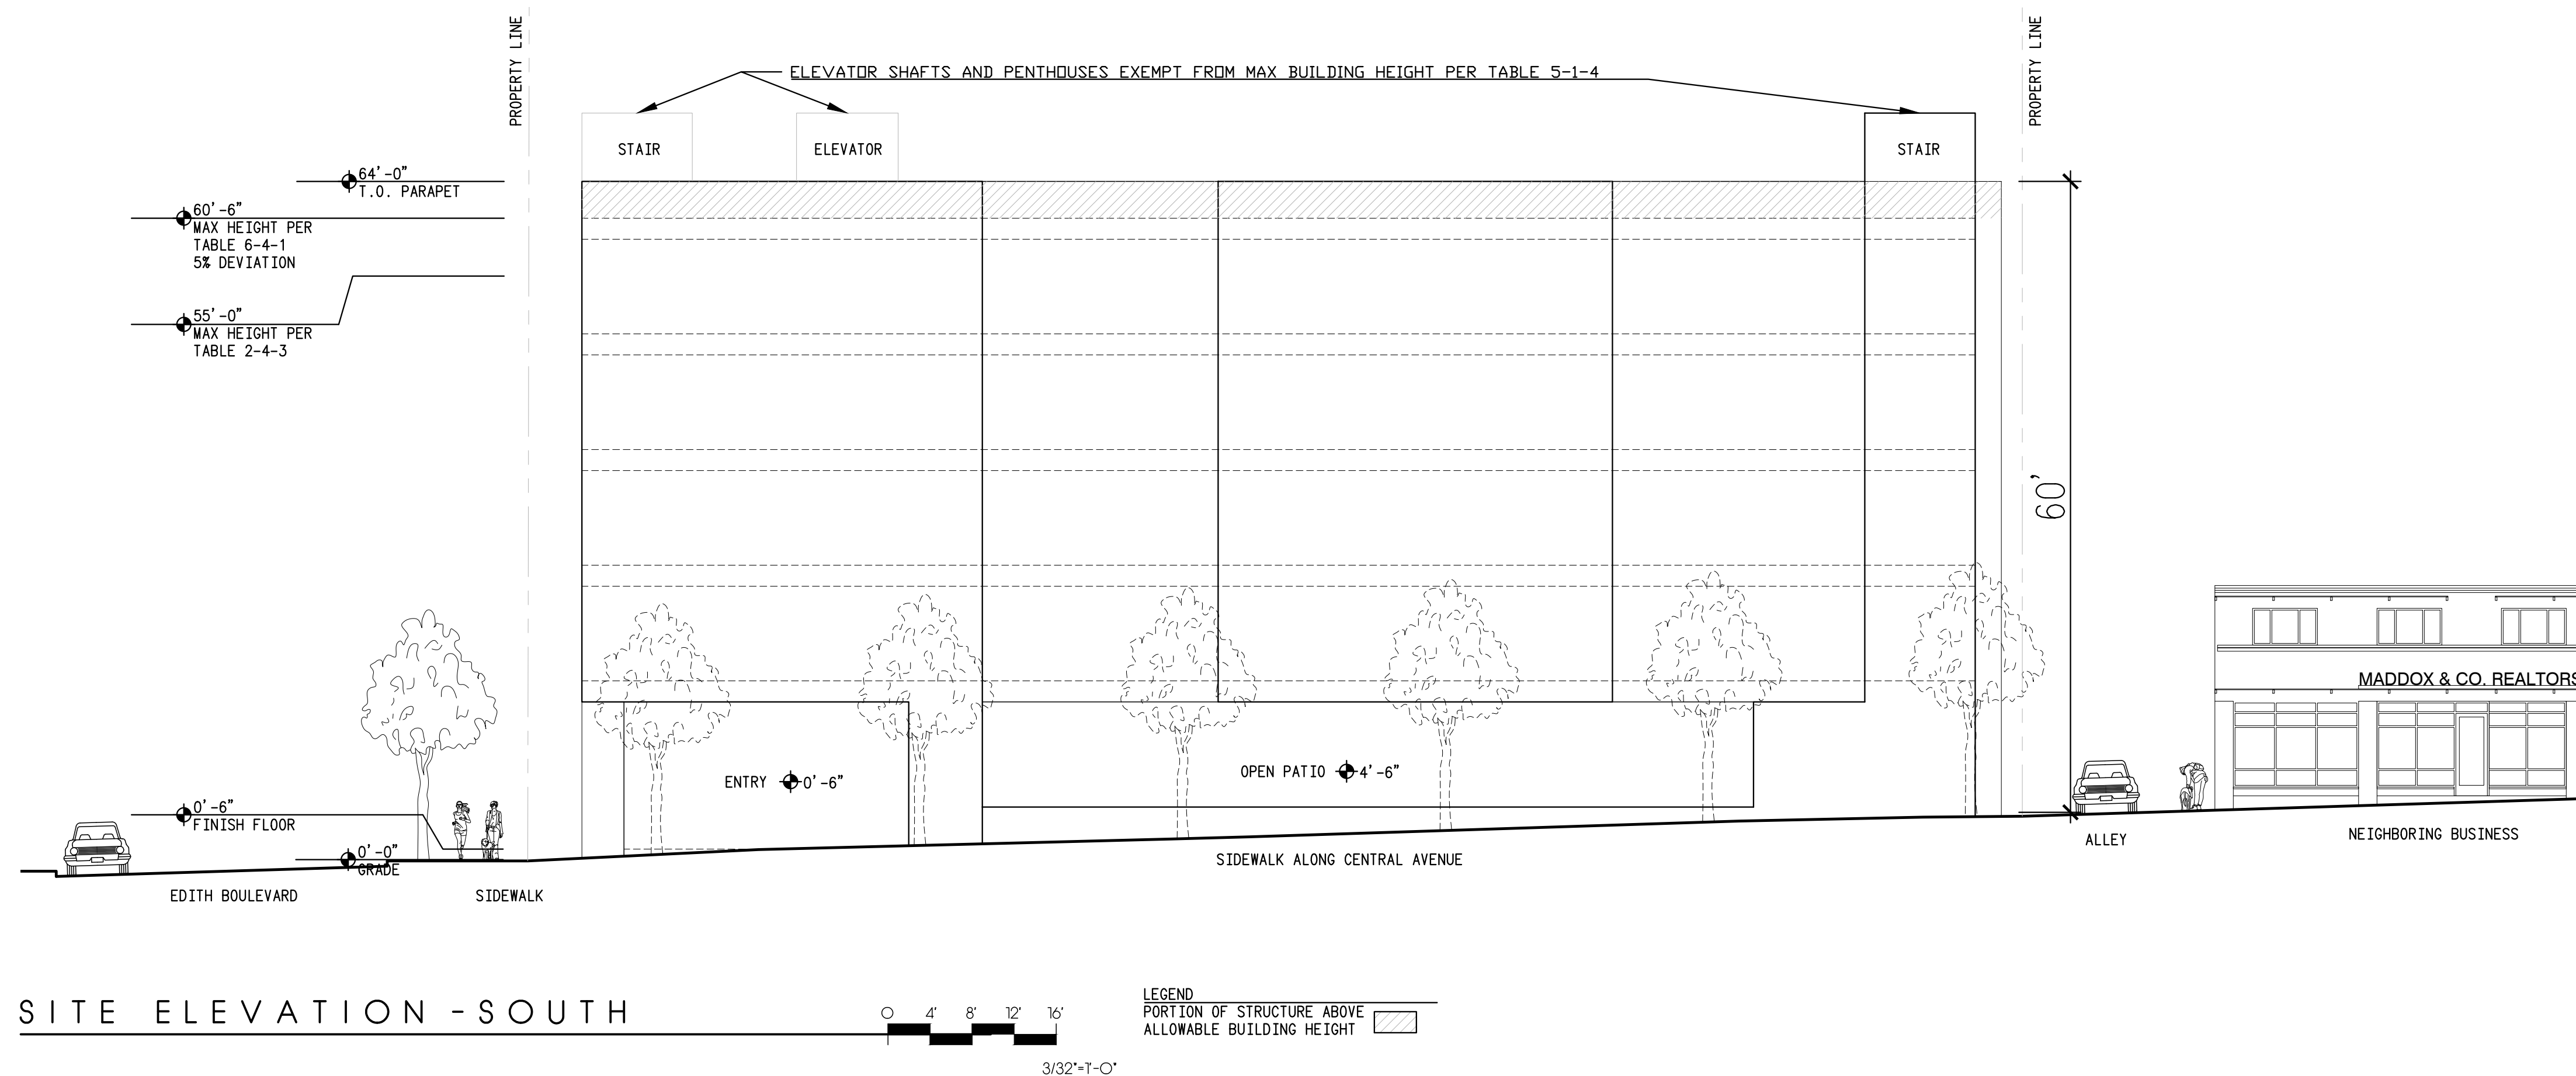 PROPERTY LINE
PROPERTY LINE
ELEVATOR SHAFTS AND PENTHOUSES EXEMPT FROM MAX BUILDING HEIGHT PER TABLE 5-1-4
STAIR
ELEVATOR
STAIR
64'-0"
T.O. PARAPET
60'-6"
MAX HEIGHT PER
TABLE 6-4-1
5% DEVIATION
55'-0"
MAX HEIGHT PER
TABLE 2-4-3
60'
MADDOX & CO. REALTORS
ENTRY 0'-6"
OPEN PATIO 4'-6"
0'-6"
FINISH FLOOR
0'-0"
GRADE
EDITH BOULEVARD
SIDEWALK
SIDEWALK ALONG CENTRAL AVENUE
ALLEY
NEIGHBORING BUSINESS
SITE ELEVATION - SOUTH
0 4' 8' 12' 16'
3/32"=1'-0"
LEGEND
PORTION OF STRUCTURE ABOVE
ALLOWABLE BUILDING HEIGHT